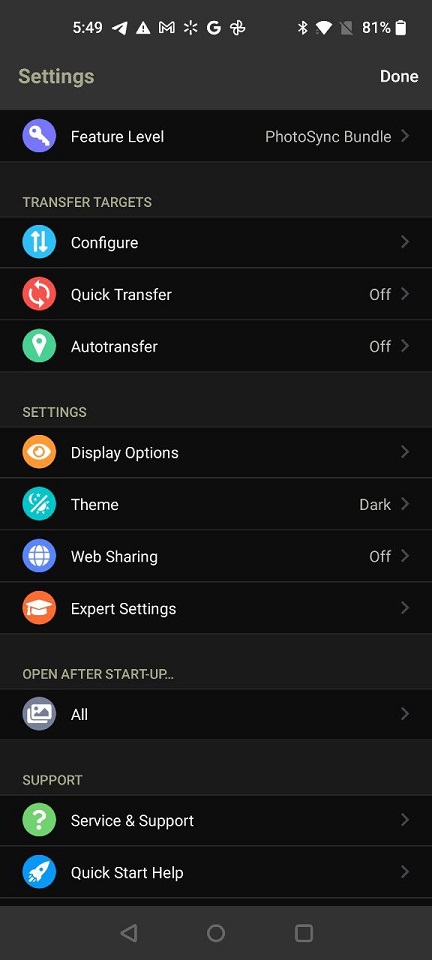 5:49 81%
Settings Done
Feature Level PhotoSync Bundle
TRANSFER TARGETS
Configure
Quick Transfer Off
Autotransfer Off
SETTINGS
Display Options
Theme Dark
Web Sharing Off
Expert Settings
OPEN AFTER START-UP...
All
SUPPORT
Service & Support
Quick Start Help